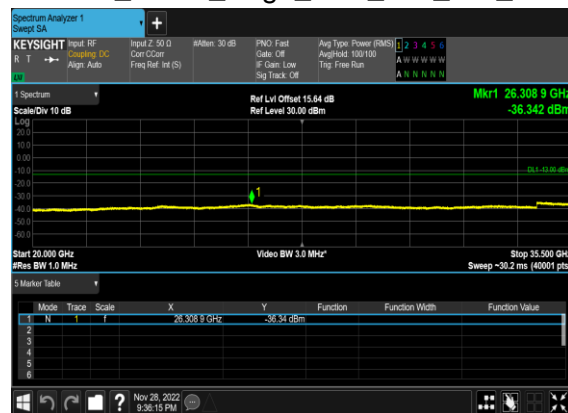 Spectrum Analyzer 1
Swept SA
KEYSIGHT Input: RF Input Z: 50 Ω #Atten: 30 dB PNO: Fast Avg Type: Power (RMS) 1 2 3 4 5 6
R T Coupling: DC Corr CCorr Gate: Off Avg|Hold: 100/100 A W W W W W
Align: Auto Freq Ref: Int (S) IF Gain: Low Trig: Free Run
Sig Track: Off A N N N N N
1 Spectrum Ref Lvl Offset 15.64 dB Mkr1 26.308 9 GHz
Scale/Div 10 dB Ref Level 30.00 dBm -36.342 dBm
Log
20.0
10.0
0.00
-10.0 DL1 -13.00 dBm
-20.0
-30.0 1
-40.0
-50.0
-60.0
Start 20.000 GHz Video BW 3.0 MHz* Stop 35.500 GHz
#Res BW 1.0 MHz Sweep ~30.2 ms (40001 pts
5 Marker Table
Mode Trace Scale X Y Function Function Width Function Value
1 N 1 f 26.308 9 GHz -36.34 dBm
2
3
4
5
6
? Nov 28, 2022
9:36:15 PM